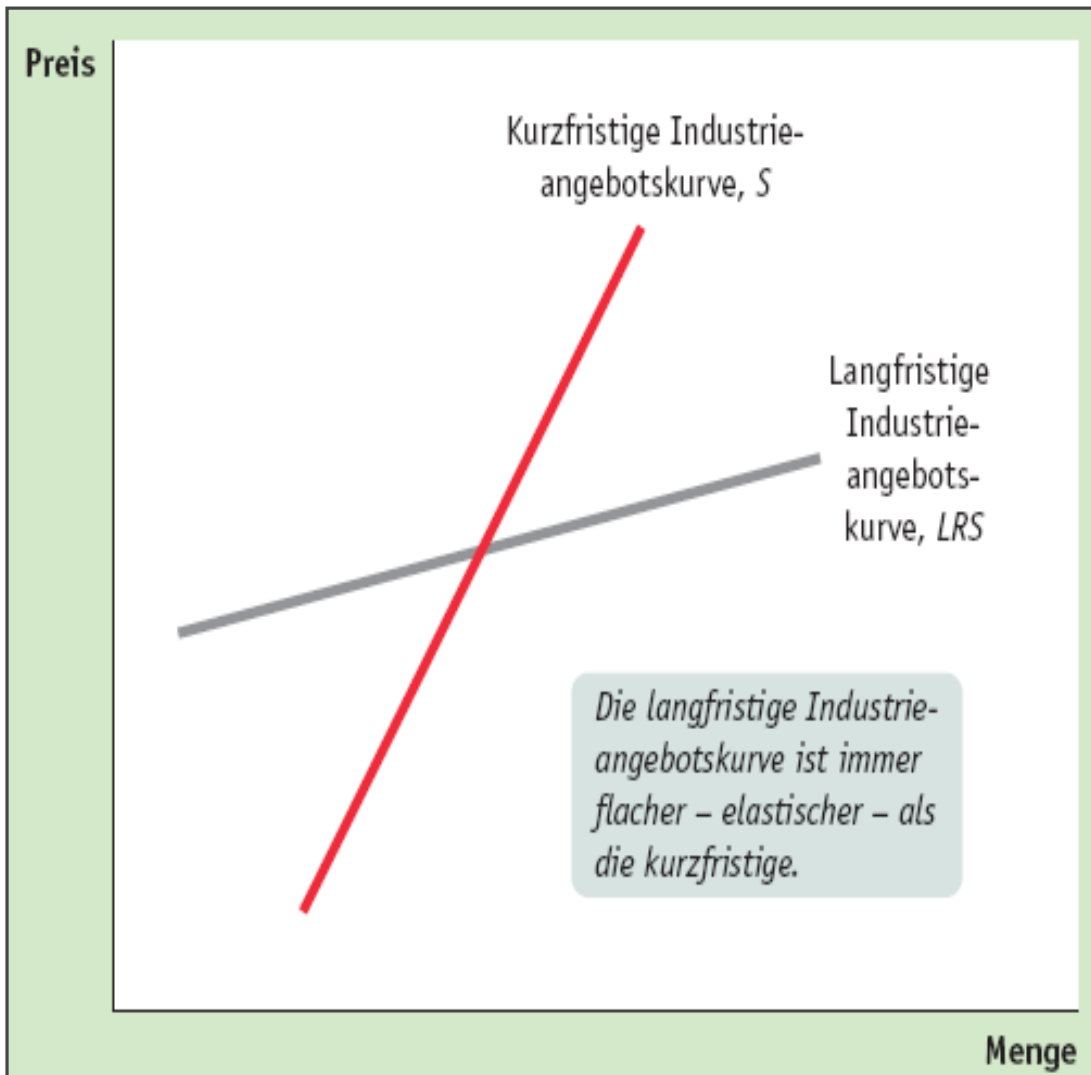 Preis
Kurzfristige Industrie-
angebotskurve, S
Langfristige
Industrie-
angebots-
kurve, LRS
Die langfristige Industrie-
angebotskurve ist immer
flacher – elastischer – als
die kurzfristige.
Menge